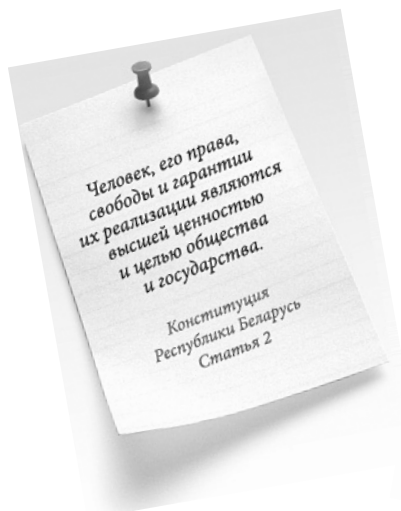 Человек, его права,
свободы и гарантии
их реализации являются
высшей ценностью
и целью общества
и государства.
Конституция
Республики Беларусь
Статья 2